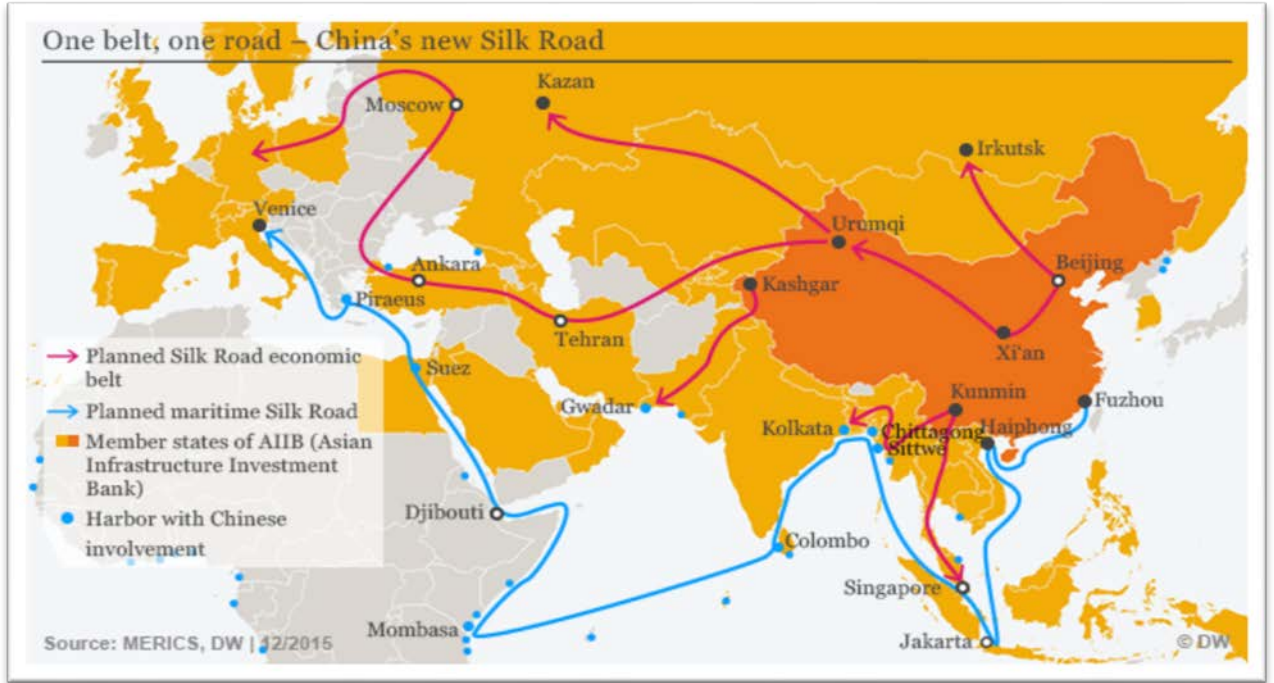 One belt, one road – China's new Silk Road
Kazan
Moscow
Irkutsk
Venice
Urumqi
Ankara
Beijing
Kashgar
Piraeus
Tehran
Xi'an
Planned Silk Road economic
belt
Suez
Kunmin
Gwadar
Fuzhou
Planned maritime Silk Road
Kolkata
Chittagong
Haiphong
Sittwe
Member states of AIIB (Asian
Infrastructure Investment
Bank)
Djibouti
Harbor with Chinese
involvement
Colombo
Singapore
Mombasa
Jakarta
Source: MERICS, DW | 12/2015
© DW